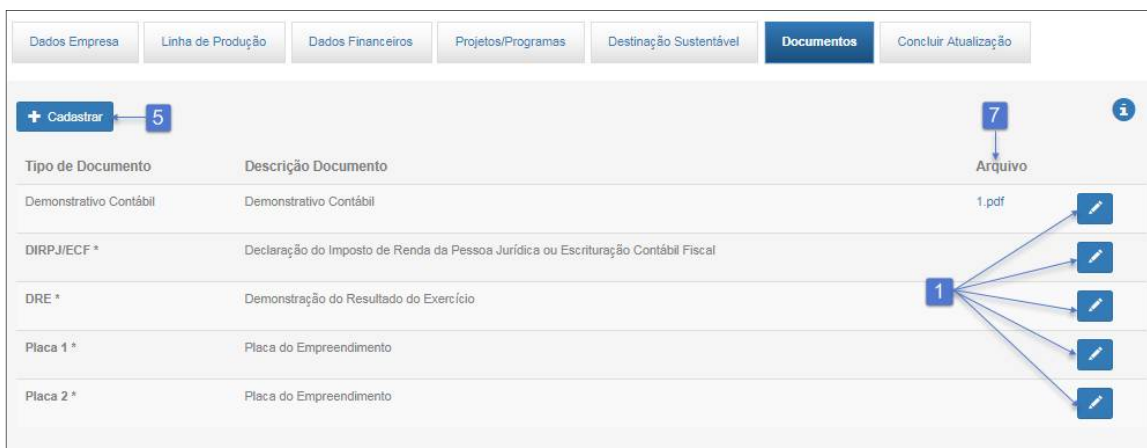 Dados Empresa
Linha de Produção
Dados Financeiros
Projetos/Programas
Destinação Sustentável
Documentos
Concluir Atualização
+ Cadastrar
5
7
i
Tipo de Documento
Descrição Documento
Arquivo
Demonstrativo Contábil
Demonstrativo Contábil
1.pdf
DIRPJ/ECF *
Declaração do Imposto de Renda da Pessoa Jurídica ou Escrituração Contábil Fiscal
DRE *
Demonstração do Resultado do Exercício
1
Placa 1 *
Placa do Empreendimento
Placa 2 *
Placa do Empreendimento